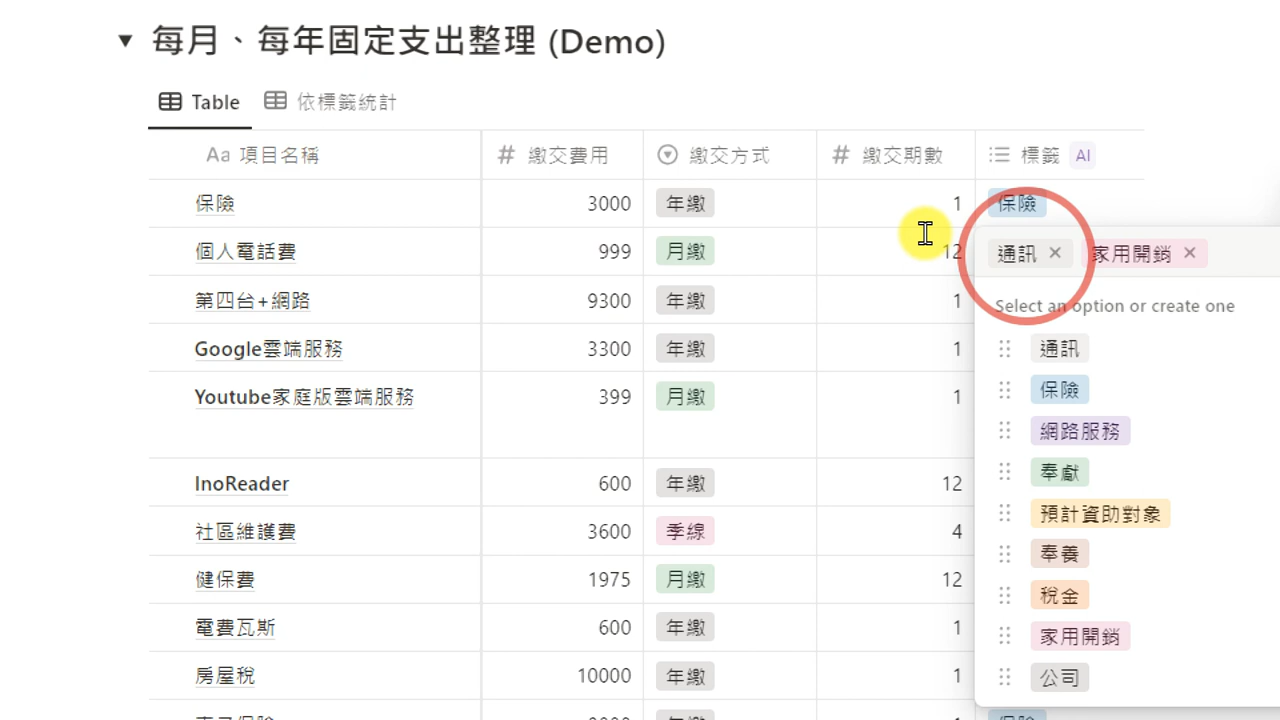 ▼ 每月、每年固定支出整理 (Demo)
Table 依標籤統計
Aa 項目名稱 # 繳交費用 繳交方式 # 繳交期數 標籤 AI
保險 3000 年繳 1 保險
個人電話費 999 月繳 12 通訊 × 家用開銷 ×
第四台+網路 9300 年繳 1 Select an option or create one
Google雲端服務 3300 年繳 1 通訊
保險
Youtube家庭版雲端服務 399 月繳 1
網路服務
奉獻
InoReader 600 年繳 12
預計資助對象
社區維護費 3600 季線 4
奉養
健保費 1975 月繳 12
稅金
電費瓦斯 600 年繳 1 家用開銷
房屋稅 10000 年繳 1 公司